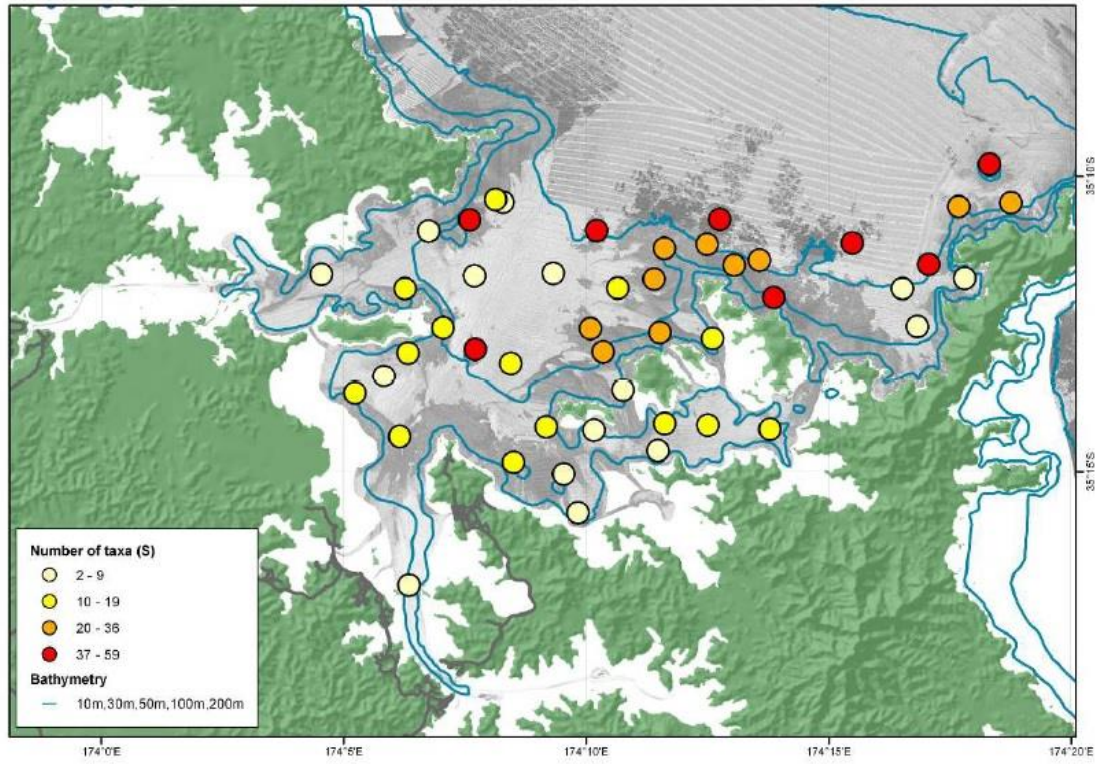 35°10'S
35°15'S
Number of taxa (S)
2 - 9
10 - 19
20 - 36
37 - 59
Bathymetry
10m,30m,50m,100m,200m
174°0'E
174°5'E
174°10'E
174°15'E
174°20'E